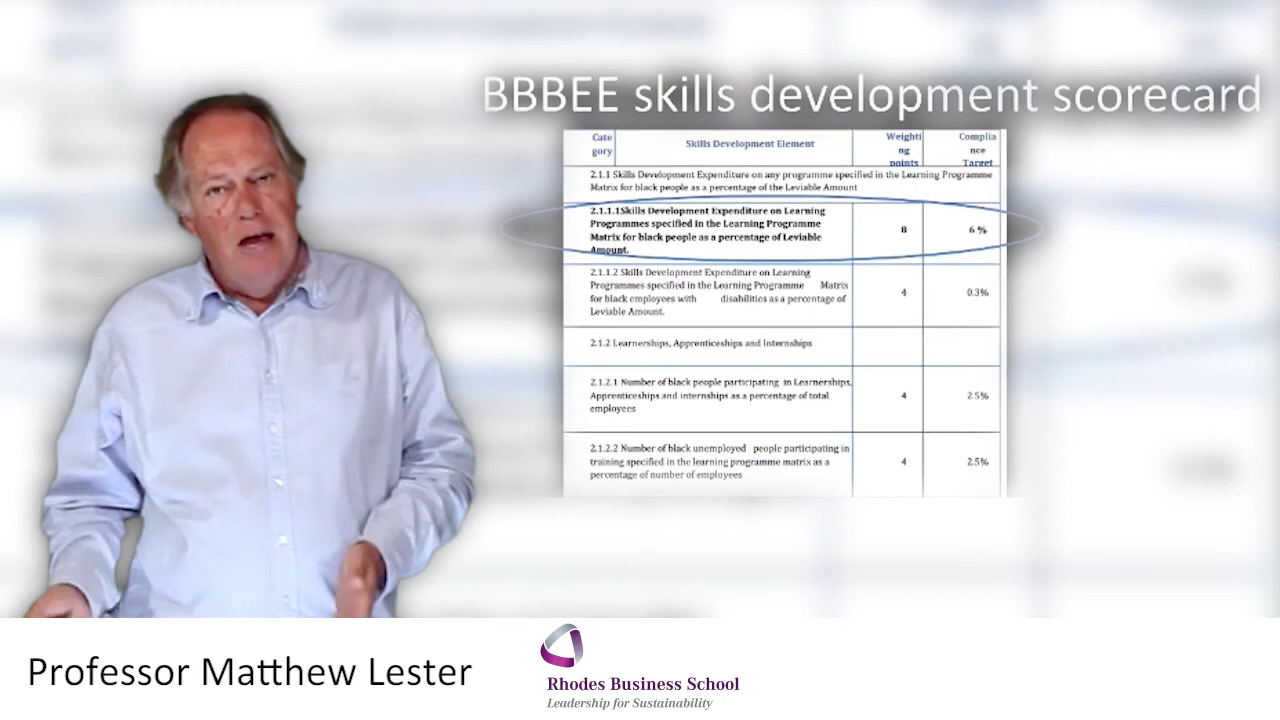 BBBEE skills development scorecard
Cate
gory
Skills Development Element
Weighti
ng
points
Complia
nce
Target
2.1.1 Skills Development Expenditure on any programme specified in the Learning Programme
Matrix for black people as a percentage of the Leviable Amount
2.1.1.1Skills Development Expenditure on Learning
Programmes specified in the Learning Programme
Matrix for black people as a percentage of Leviable
Amount.
8
6 %
2.1.1.2 Skills Development Expenditure on Learning
Programmes specified in the Learning Programme Matrix
for black employees with disabilities as a percentage of
Leviable Amount.
4
0.3%
2.1.2 Learnerships, Apprenticeships and Internships
2.1.2.1 Number of black people participating in Learnerships,
Apprenticeships and internships as a percentage of total
employees
4
2.5%
2.1.2.2 Number of black unemployed people participating in
training specified in the learning programme matrix as a
percentage of number of employees
4
2.5%
Professor Matthew Lester
Rhodes Business School
Leadership for Sustainability